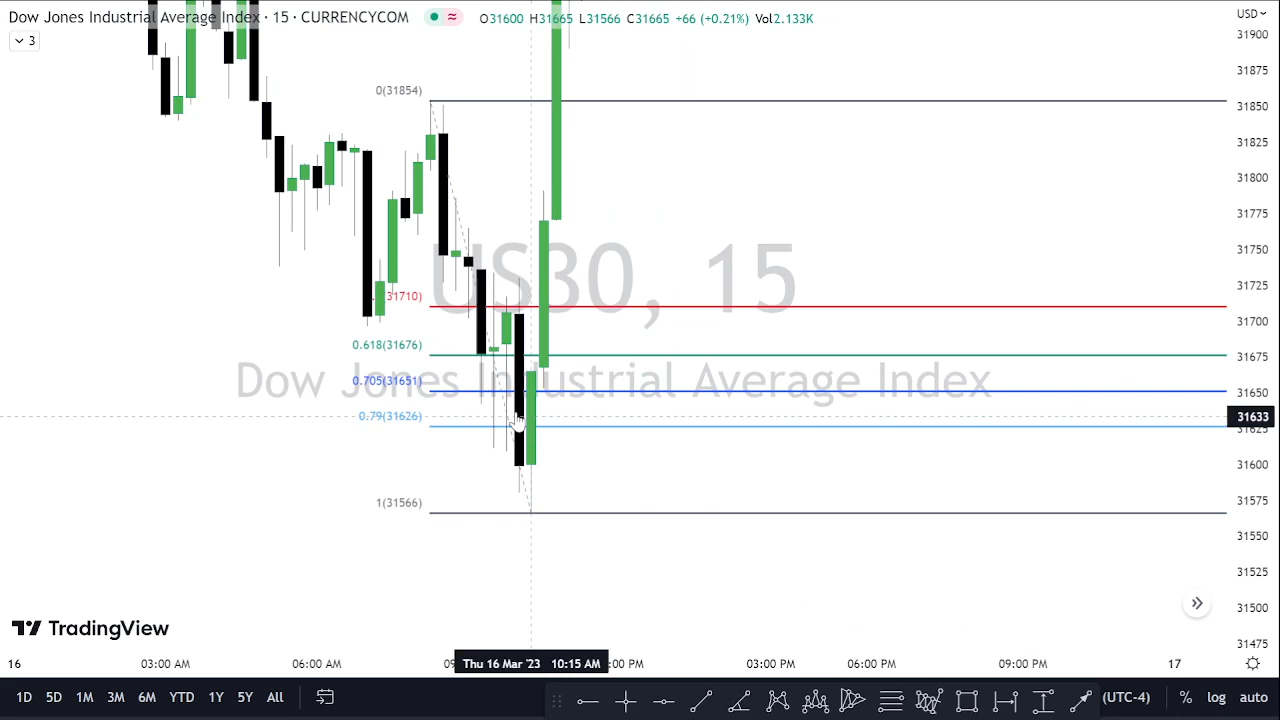 Dow Jones Industrial Average Index · 15 · CURRENCYCOM
O31600 H31665 L31566 C31665 +66 (+0.21%) Vol2.133K
USD
3
31900
31875
0(31854)
31850
31825
31800
31775
US30, 15
31750
31725
(31710)
31700
0.618(31676)
31675
Dow Jones Industrial Average Index
0.705(31651)
31650
0.79(31626)
31633
31625
31600
1(31566)
31575
31550
31525
31500
TradingView
31475
16
03:00 AM
06:00 AM
Thu 16 Mar '23 10:15 AM
:00 PM
03:00 PM
06:00 PM
09:00 PM
17
1D 5D 1M 3M 6M YTD 1Y 5Y All
(UTC-4) % log auto